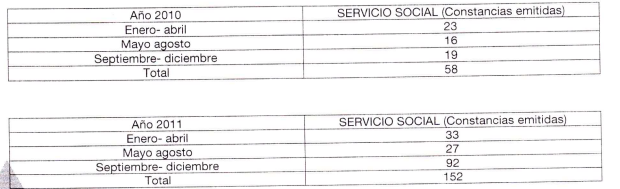 Año 2010 SERVICIO SOCIAL (Constancias emitidas)
Enero- abril 23
Mayo agosto 16
Septiembre- diciembre 19
Total 58
Año 2011 SERVICIO SOCIAL (Constancias emitidas)
Enero- abril 33
Mayo agosto 27
Septiembre- diciembre 92
Total 152